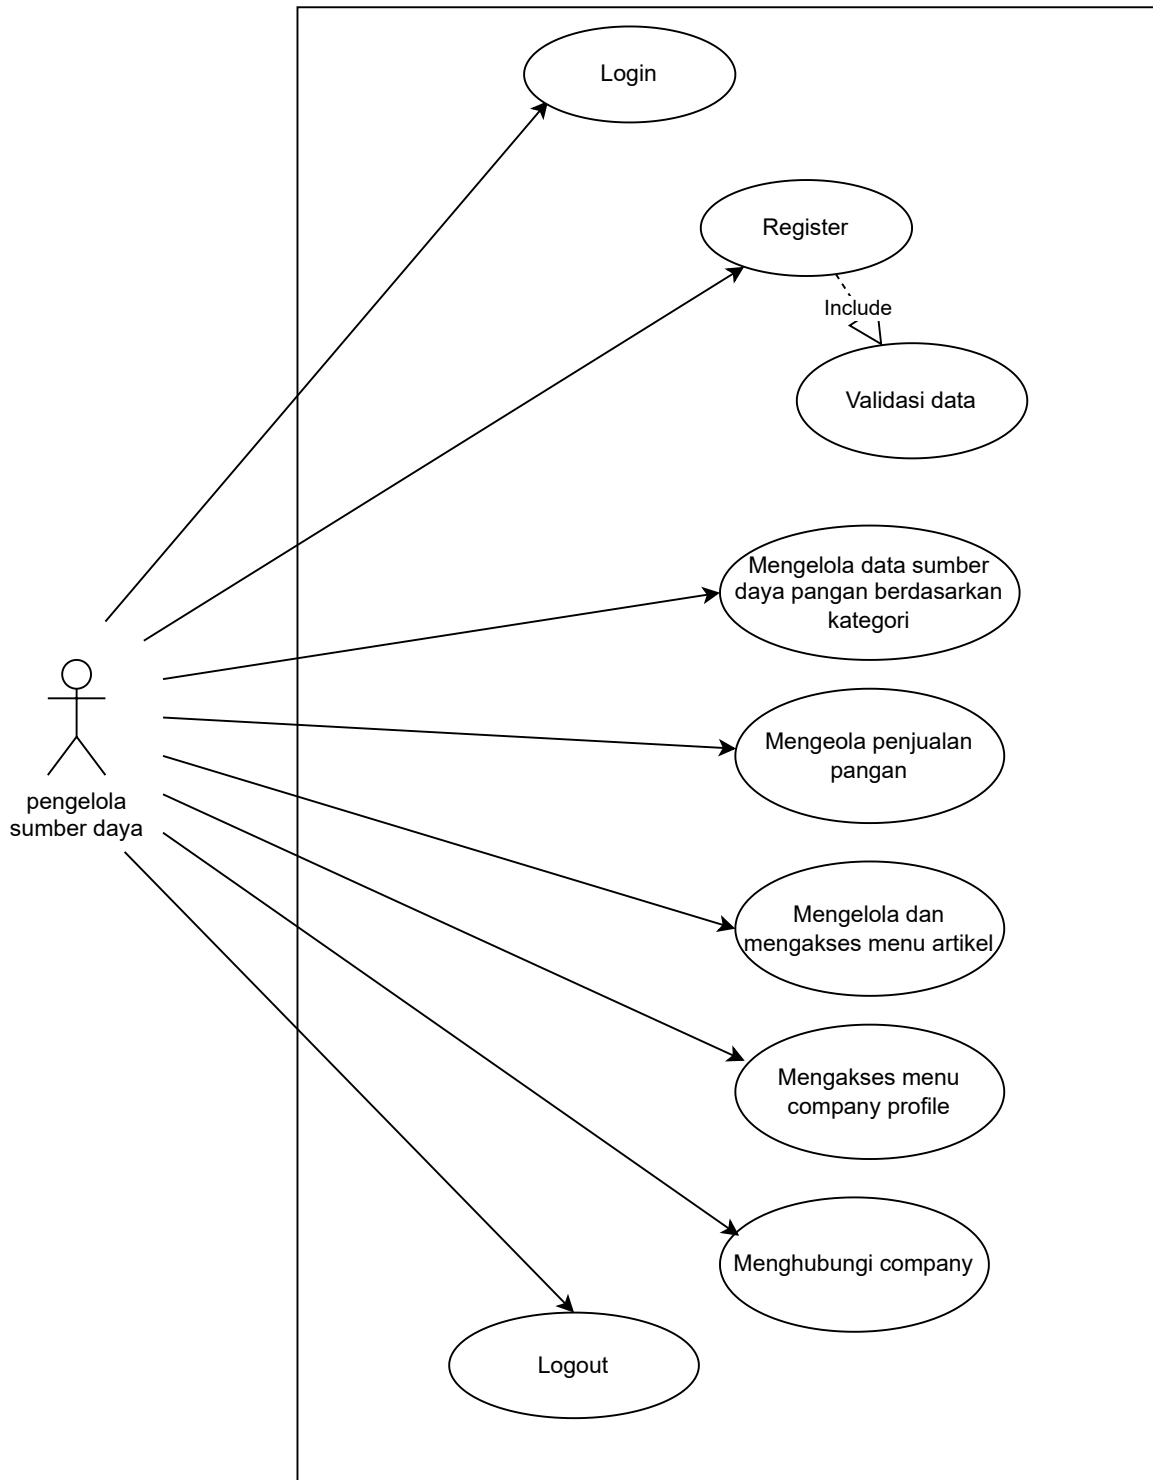 Login
Register
Include
Validasi data
Mengelola data sumber
daya pangan berdasarkan
kategori
Mengeola penjualan
pangan
pengelola
sumber daya
Mengelola dan
mengakses menu artikel
Mengakses menu
company profile
Menghubungi company
Logout